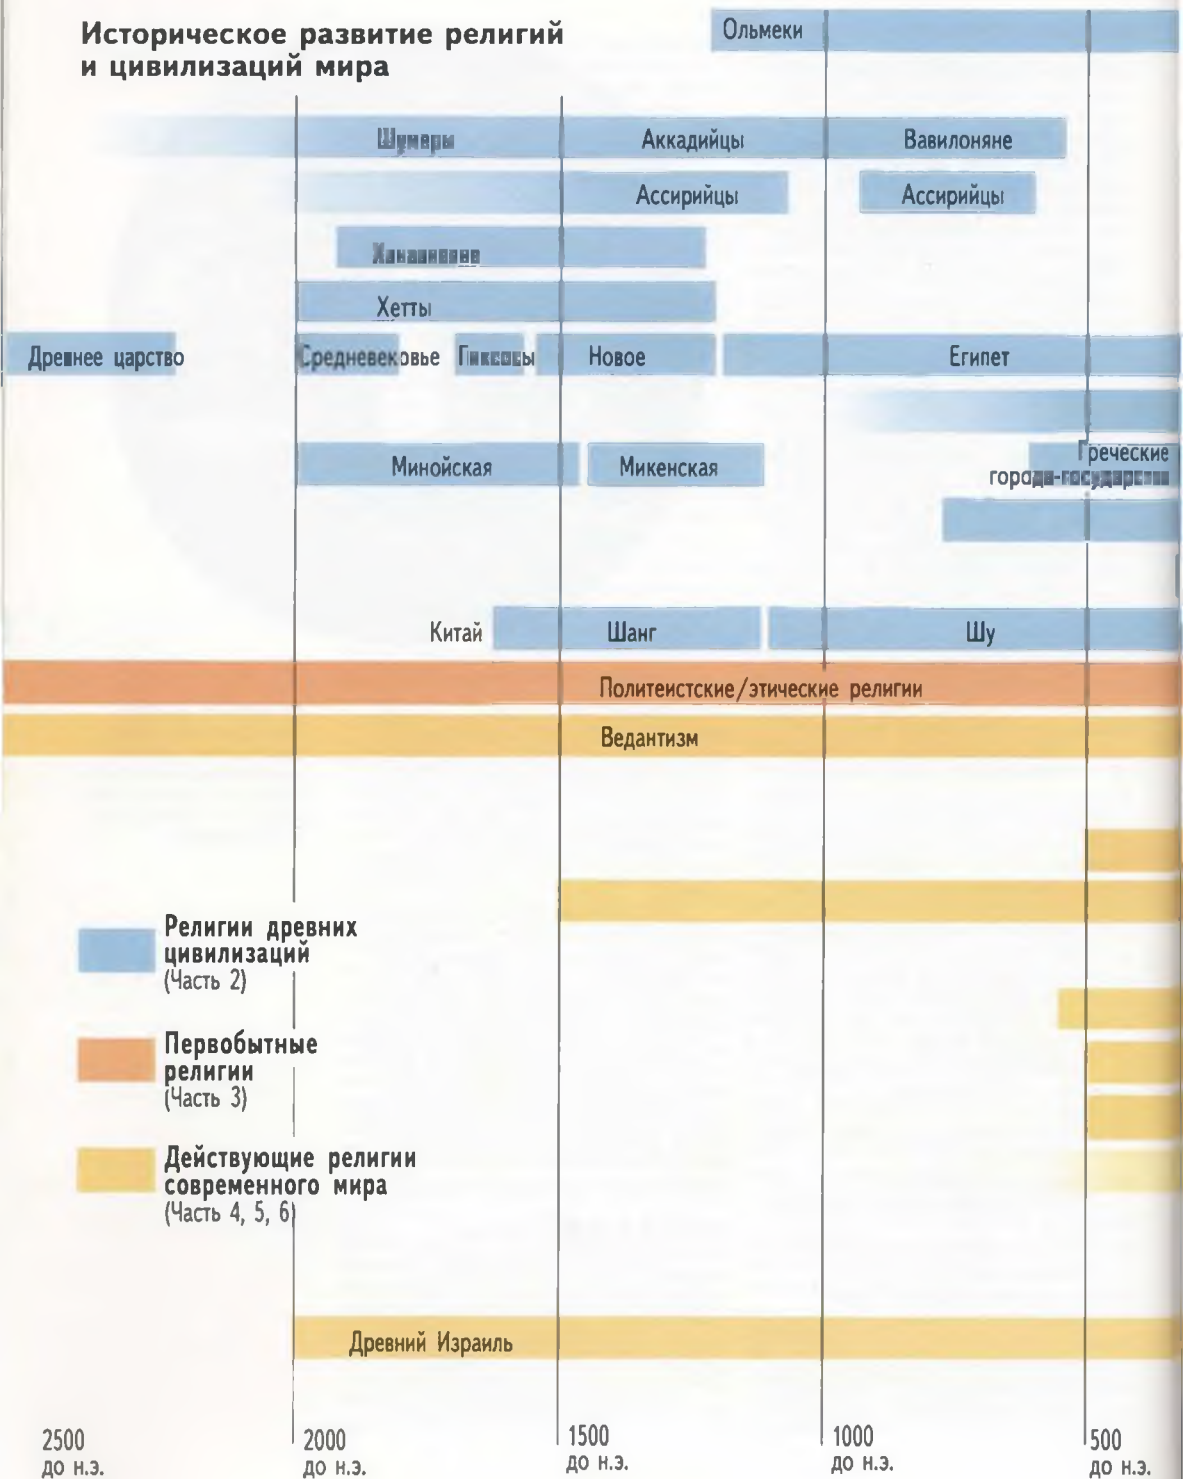 Историческое развитие религий
и цивилизаций мира
Ольмеки
Шумеры
Аккадийцы
Вавилоняне
Ассирийцы
Ассирийцы
Ханаанеяне
Хетты
Древнее царство
Средневековье
Гиксосы
Новое
Египет
Минойская
Микенская
Греческие
города-государства
Китай
Шанг
Шу
Политеистские/этические религии
Ведантизм
Религии древних
цивилизаций
(Часть 2)
Первобытные
религии
(Часть 3)
Действующие религии
современного мира
(Часть 4, 5, 6)
Древний Израиль
2500
до н.э.
2000
до н.э.
1500
до н.э.
1000
до н.э.
500
до н.э.